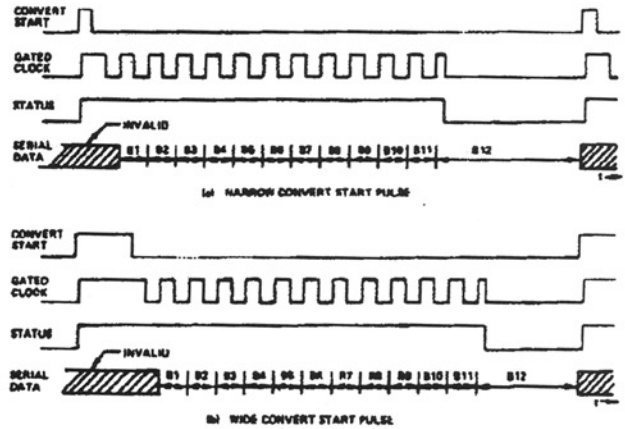 CONVERT
START
GATED
CLOCK
STATUS
INVALID
SERIAL
DATA
B1 B2 B3 B4 B5 B6 B7 B8 B9 B10 B11 B12
t
(a) NARROW CONVERT START PULSE
CONVERT
START
GATED
CLOCK
STATUS
INVALID
SERIAL
DATA
B1 B2 B3 B4 B5 B6 B7 B8 B9 B10 B11 B12
t
(b) WIDE CONVERT START PULSE